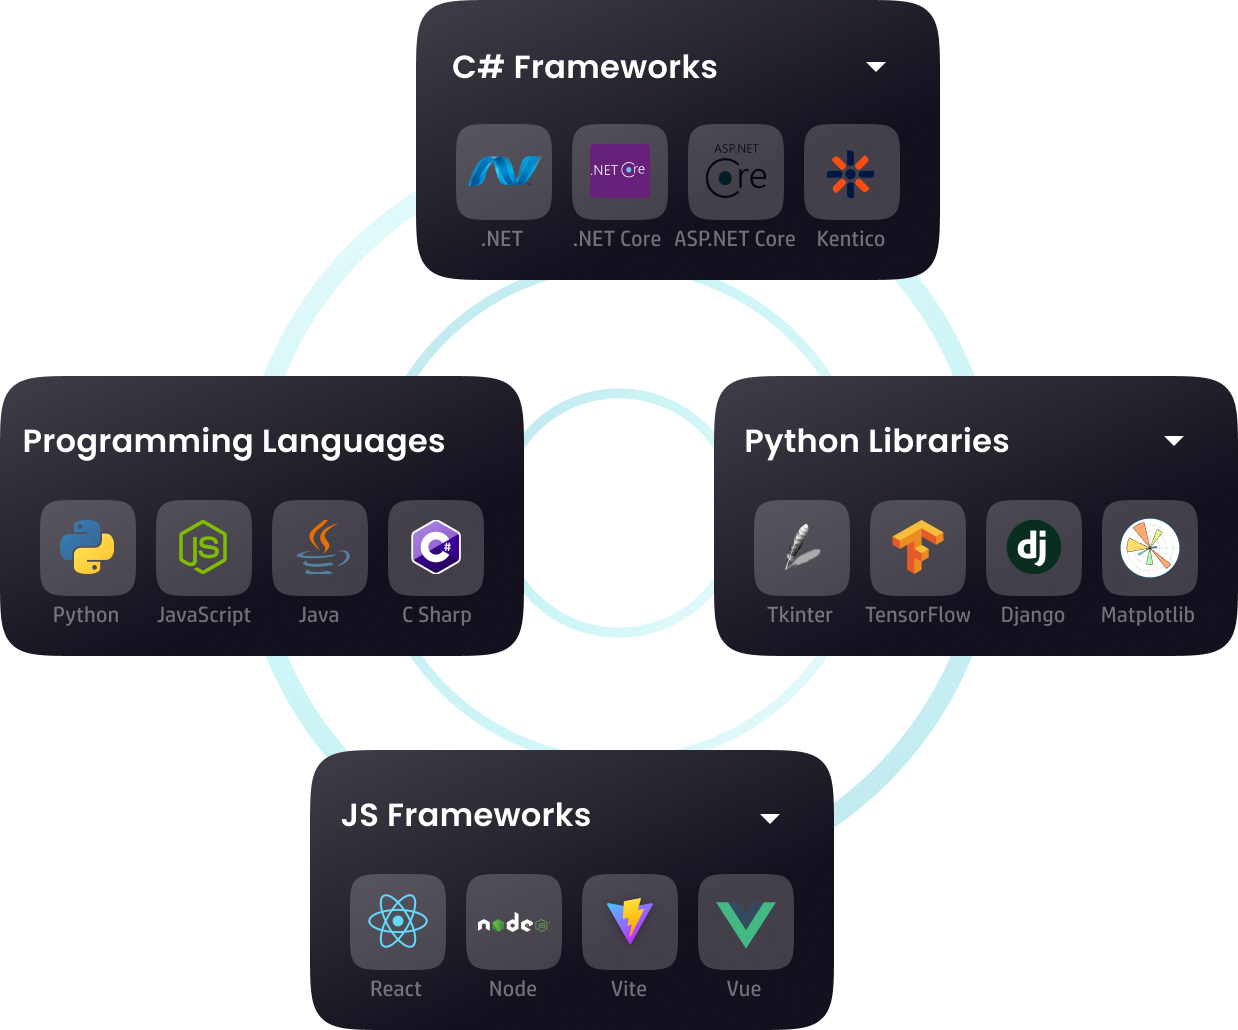 C# Frameworks
.NET Core
ASP.NET
Core
.NET
.NET Core
ASP.NET Core
Kentico
Programming Languages
JS
C#
Python
JavaScript
Java
C Sharp
Python Libraries
dj
Tkinter
TensorFlow
Django
Matplotlib
JS Frameworks
node
JS
React
Node
Vite
Vue